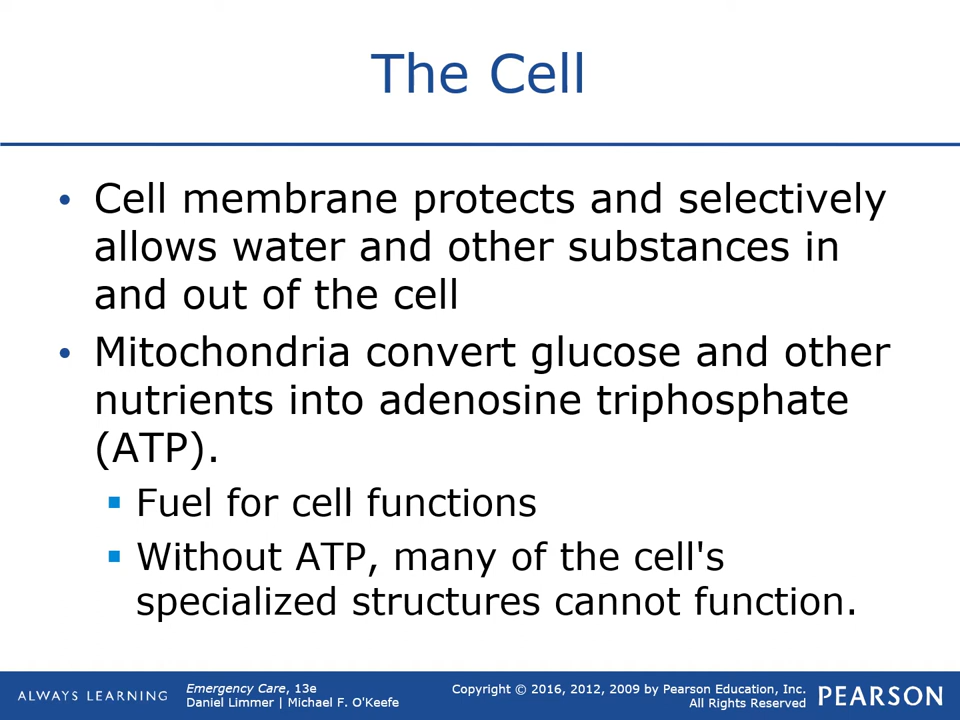 The Cell
• Cell membrane protects and selectively
allows water and other substances in
and out of the cell
• Mitochondria convert glucose and other
nutrients into adenosine triphosphate
(ATP).
▪ Fuel for cell functions
▪ Without ATP, many of the cell's
specialized structures cannot function.
ALWAYS LEARNING
Emergency Care, 13e
Daniel Limmer | Michael F. O'Keefe
Copyright © 2016, 2012, 2009 by Pearson Education, Inc.
All Rights Reserved
PEARSON